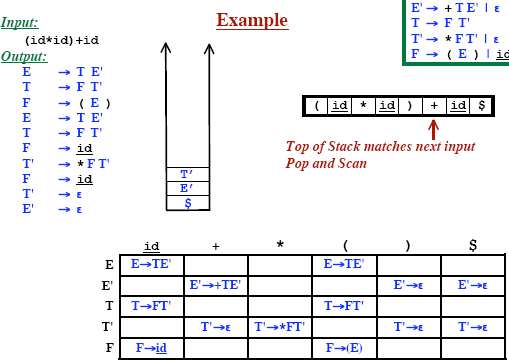 Example
Input:
(id*id)+id
Output:
E → T E'
T → F T'
F → ( E )
E → T E'
T → F T'
F → id
T' → * F T'
F → id
T' → ε
E' → ε
E' → + T E' | ε
T → F T'
T' → * F T' | ε
F → ( E ) | id
( id * id ) + id $
Top of Stack matches next input
Pop and Scan
T'
E'
$
id + * ( ) $
E E→TE' E→TE'
E' E'→+TE' E'→ε E'→ε
T T→FT' T→FT'
T' T'→ε T'→*FT' T'→ε T'→ε
F F→id F→(E)